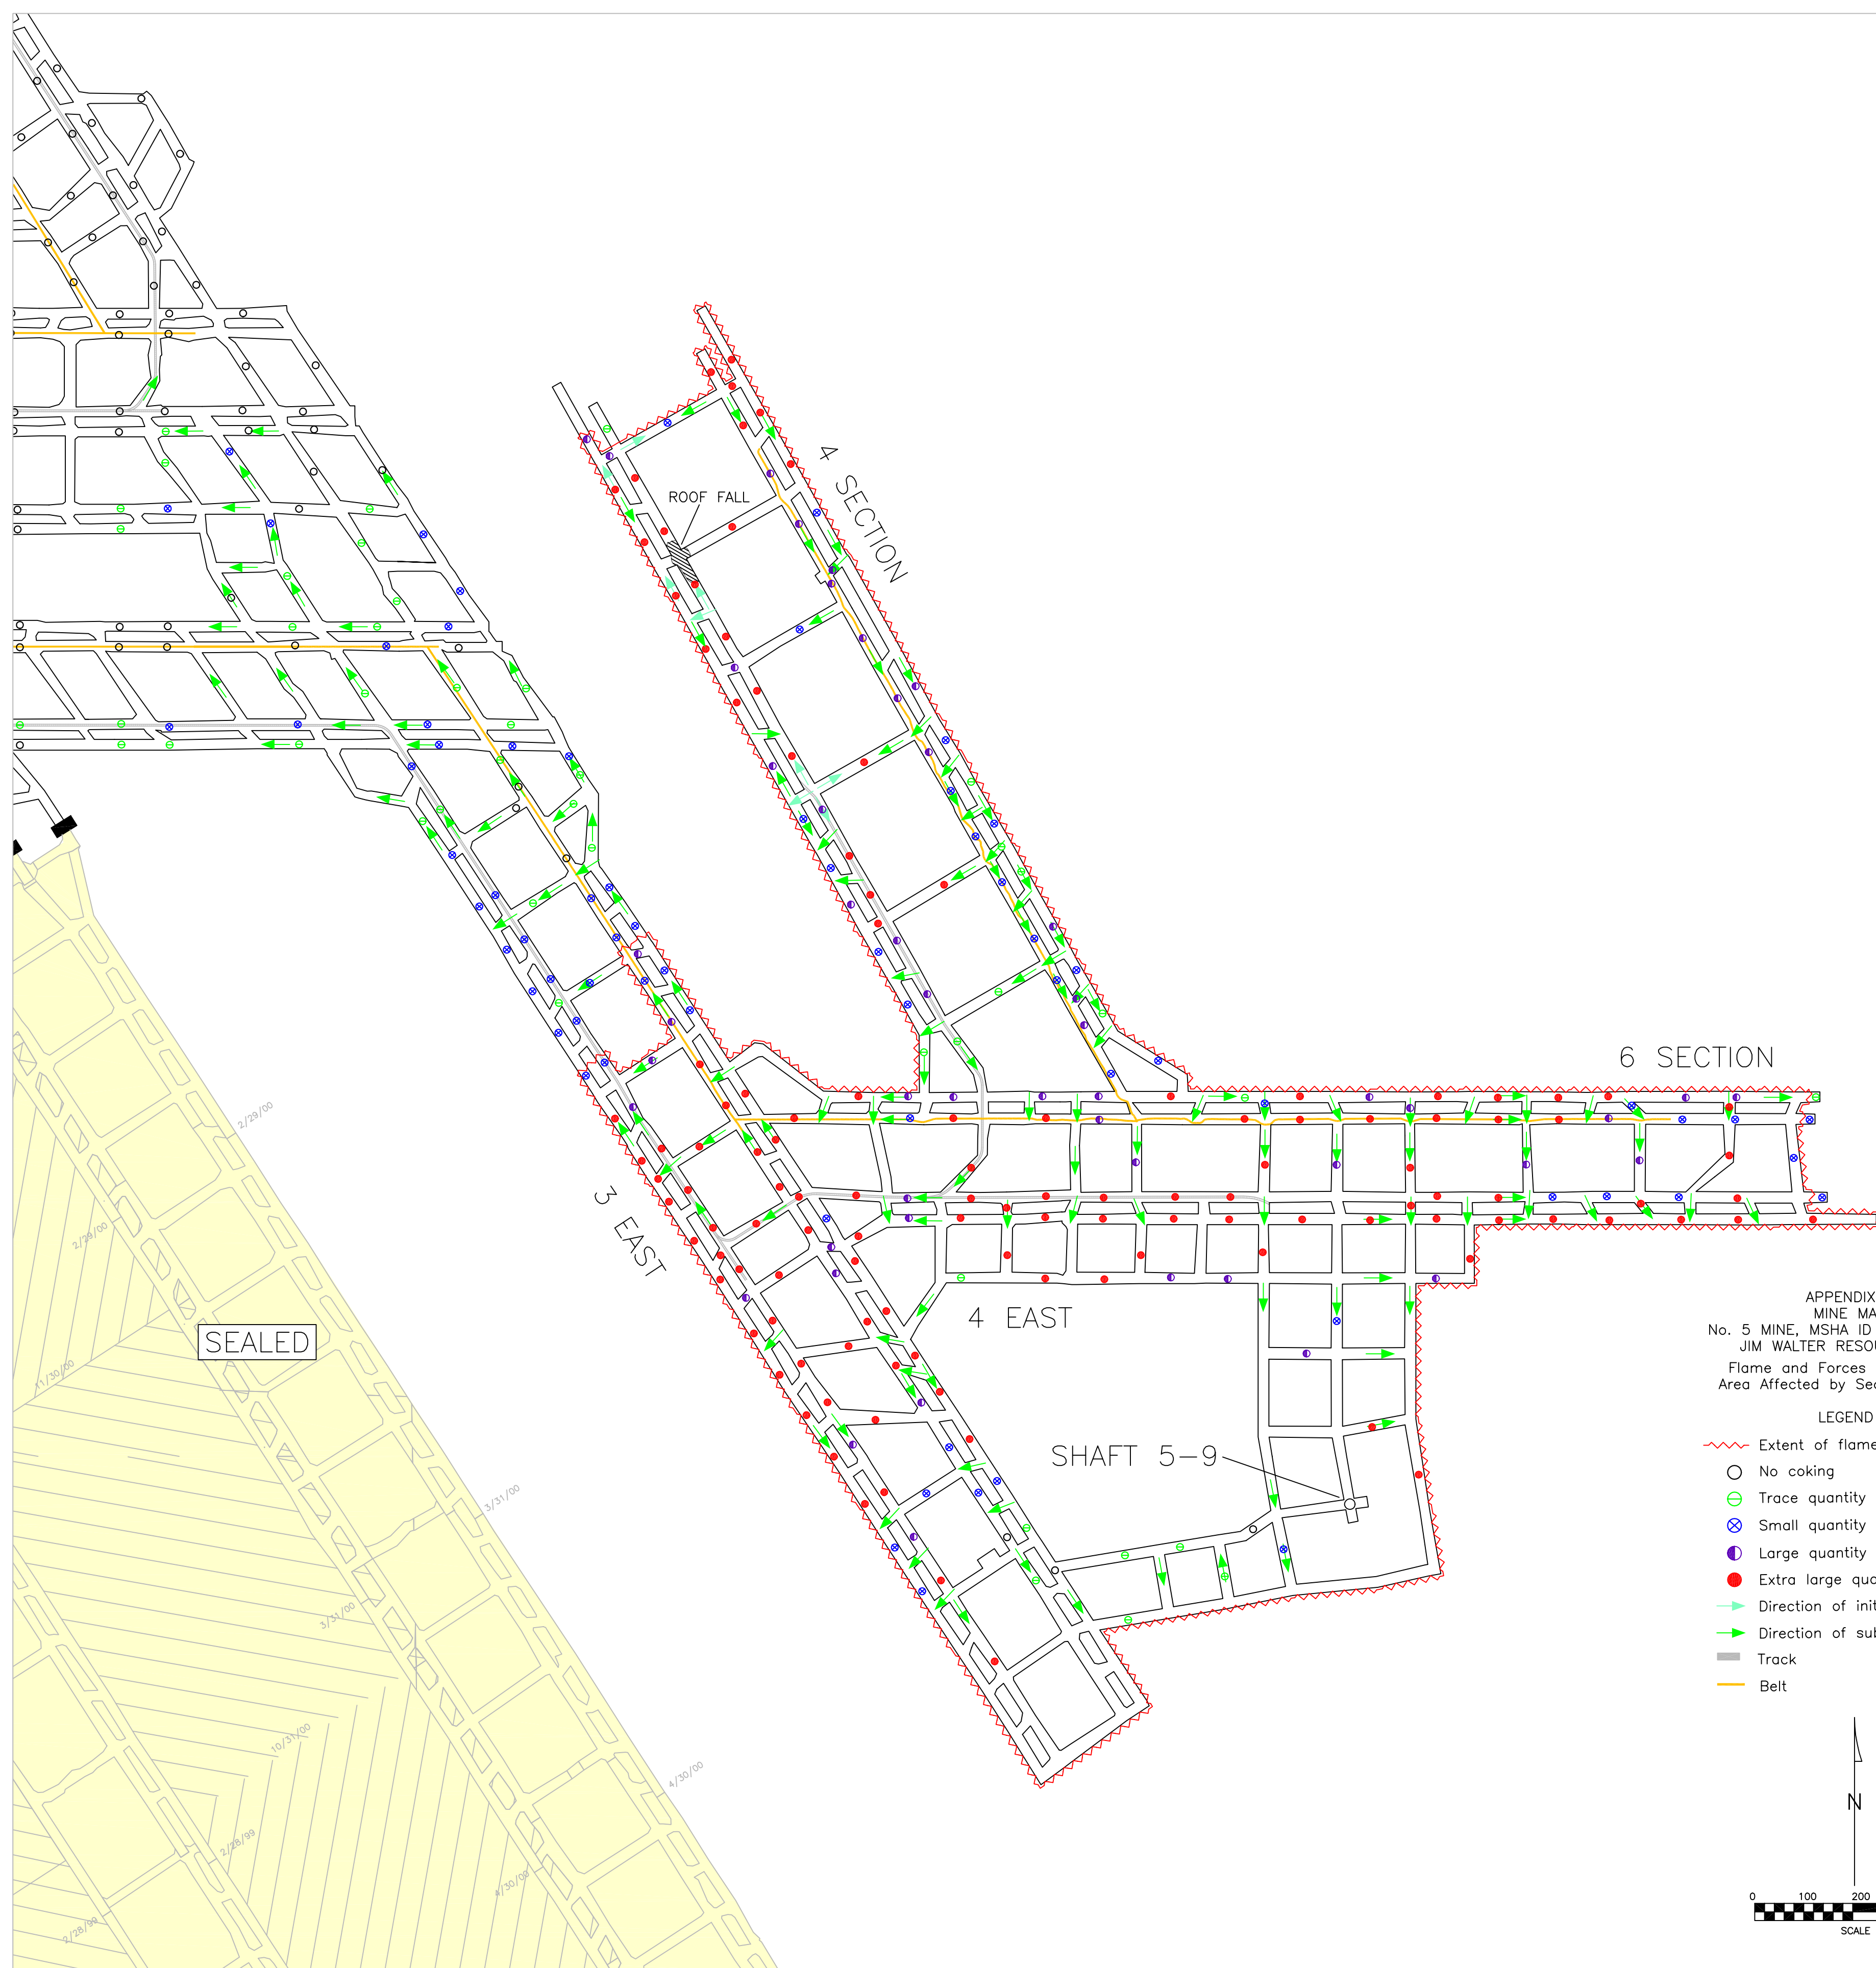 4 SECTION
ROOF FALL
6 SECTION
2/29/00
2/29/00
3 EAST
4 EAST
SEALED
11/30/00
SHAFT 5-9
3/31/00
3/31/00
10/31/00
4/30/00
2/28/99
4/30/00
2/28/99
APPENDIX
MINE MA
No. 5 MINE, MSHA ID
JIM WALTER RESOU
Flame and Forces
Area Affected by Sec
LEGEND
Extent of flame
No coking
Trace quantity
Small quantity
Large quantity
Extra large qua
Direction of init
Direction of sub
Track
Belt
N
0 100 200
SCALE